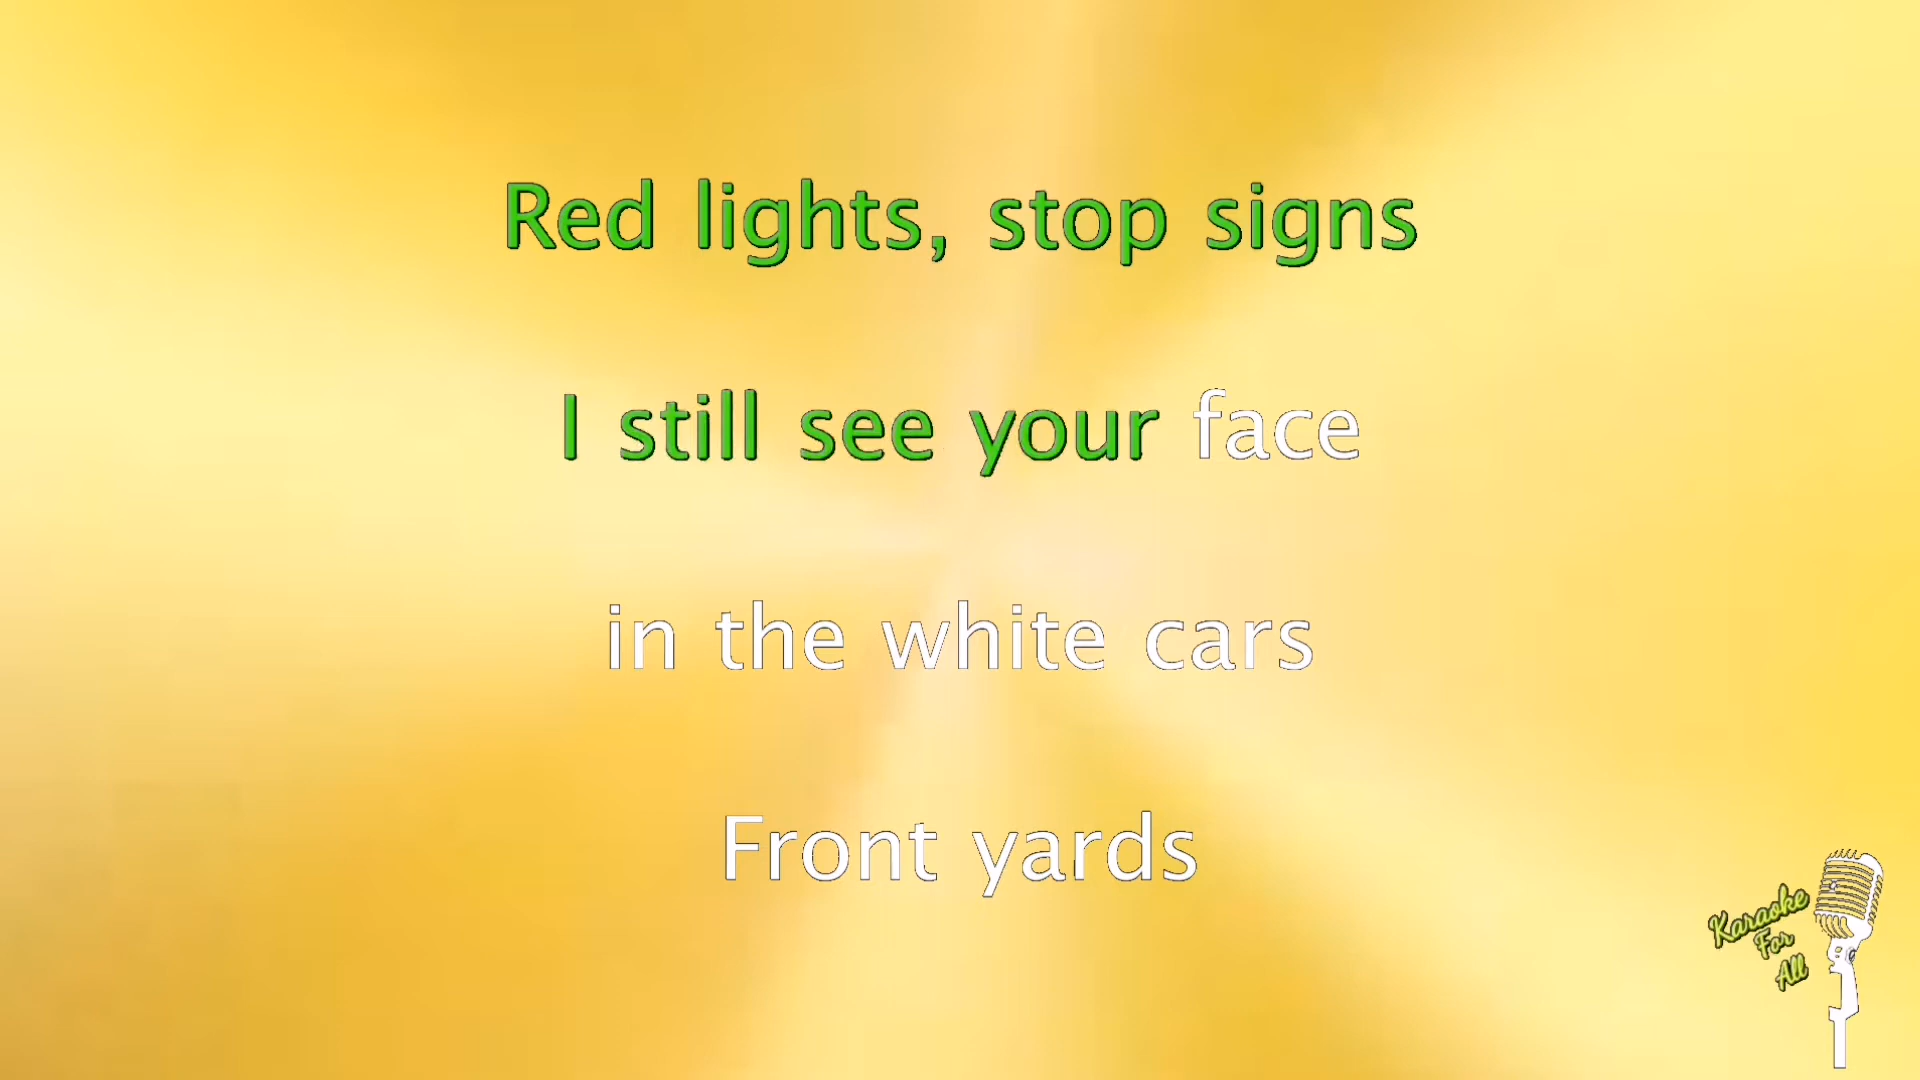 Red lights, stop signs
I still see your face
in the white cars
Front yards
Karaoke
For
All